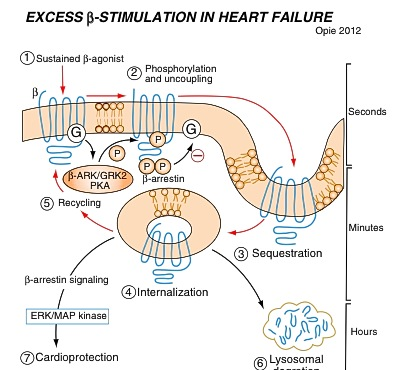 EXCESS β-STIMULATION IN HEART FAILURE
Opie 2012
① Sustained β-agonist
② Phosphorylation
and uncoupling
β
G
P
P
G
P P
β-arrestin
β-ARK/GRK2
PKA
⑤ Recycling
③ Sequestration
④ Internalization
β-arrestin signaling
ERK/MAP kinase
⑦ Cardioprotection
⑥ Lysosomal
Seconds
Minutes
Hours